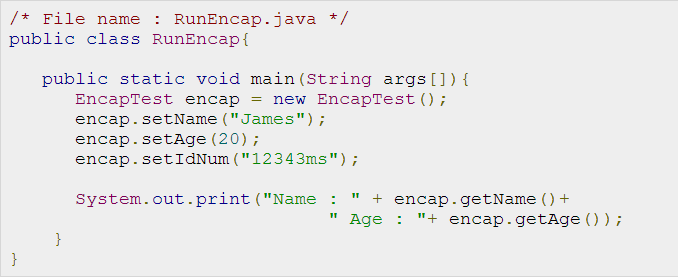 /* File name : RunEncap.java */
public class RunEncap{
public static void main(String args[]){
EncapTest encap = new EncapTest();
encap.setName("James");
encap.setAge(20);
encap.setIdNum("12343ms");
System.out.print("Name : " + encap.getName()+
" Age : "+ encap.getAge());
}
}